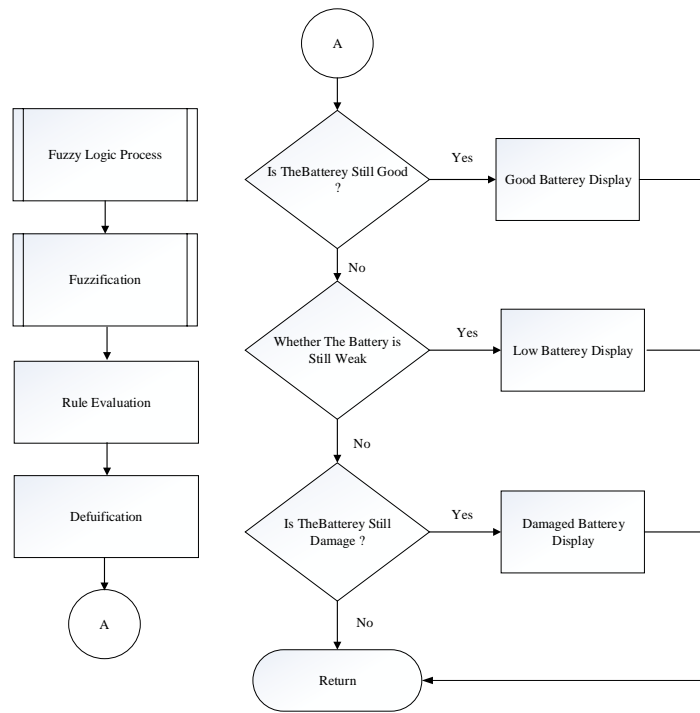 Fuzzy Logic Process
Fuzzification
Rule Evaluation
Defuification
A
A
Is TheBatterey Still Good
?
Yes
Good Batterey Display
No
Whether The Battery is
Still Weak
Yes
Low Batterey Display
No
Is TheBatterey Still
Damage ?
Yes
Damaged Batterey
Display
No
Return